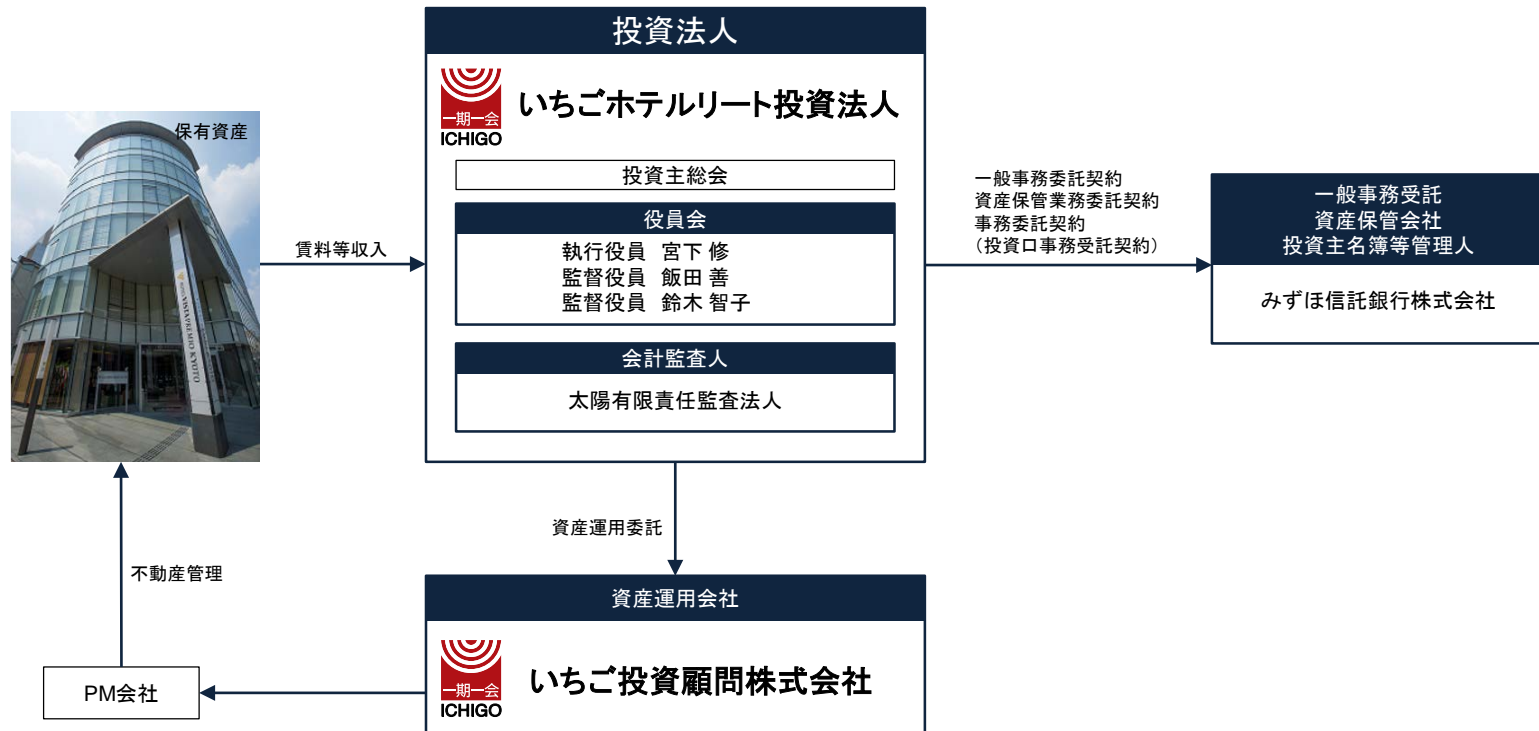 投資法人
一期一会
ICHIGO
いちごホテルリート投資法人
投資主総会
役員会
執行役員 宮下 修
監督役員 飯田 善
監督役員 鈴木 智子
会計監査人
太陽有限責任監査法人
保有資産
VISTA PREMIO KYOTO
賃料等収入
一般事務委託契約
資産保管業務委託契約
事務委託契約
（投資口事務受託契約）
一般事務受託
資産保管会社
投資主名簿等管理人
みずほ信託銀行株式会社
資産運用委託
不動産管理
資産運用会社
一期一会
ICHIGO
いちご投資顧問株式会社
PM会社